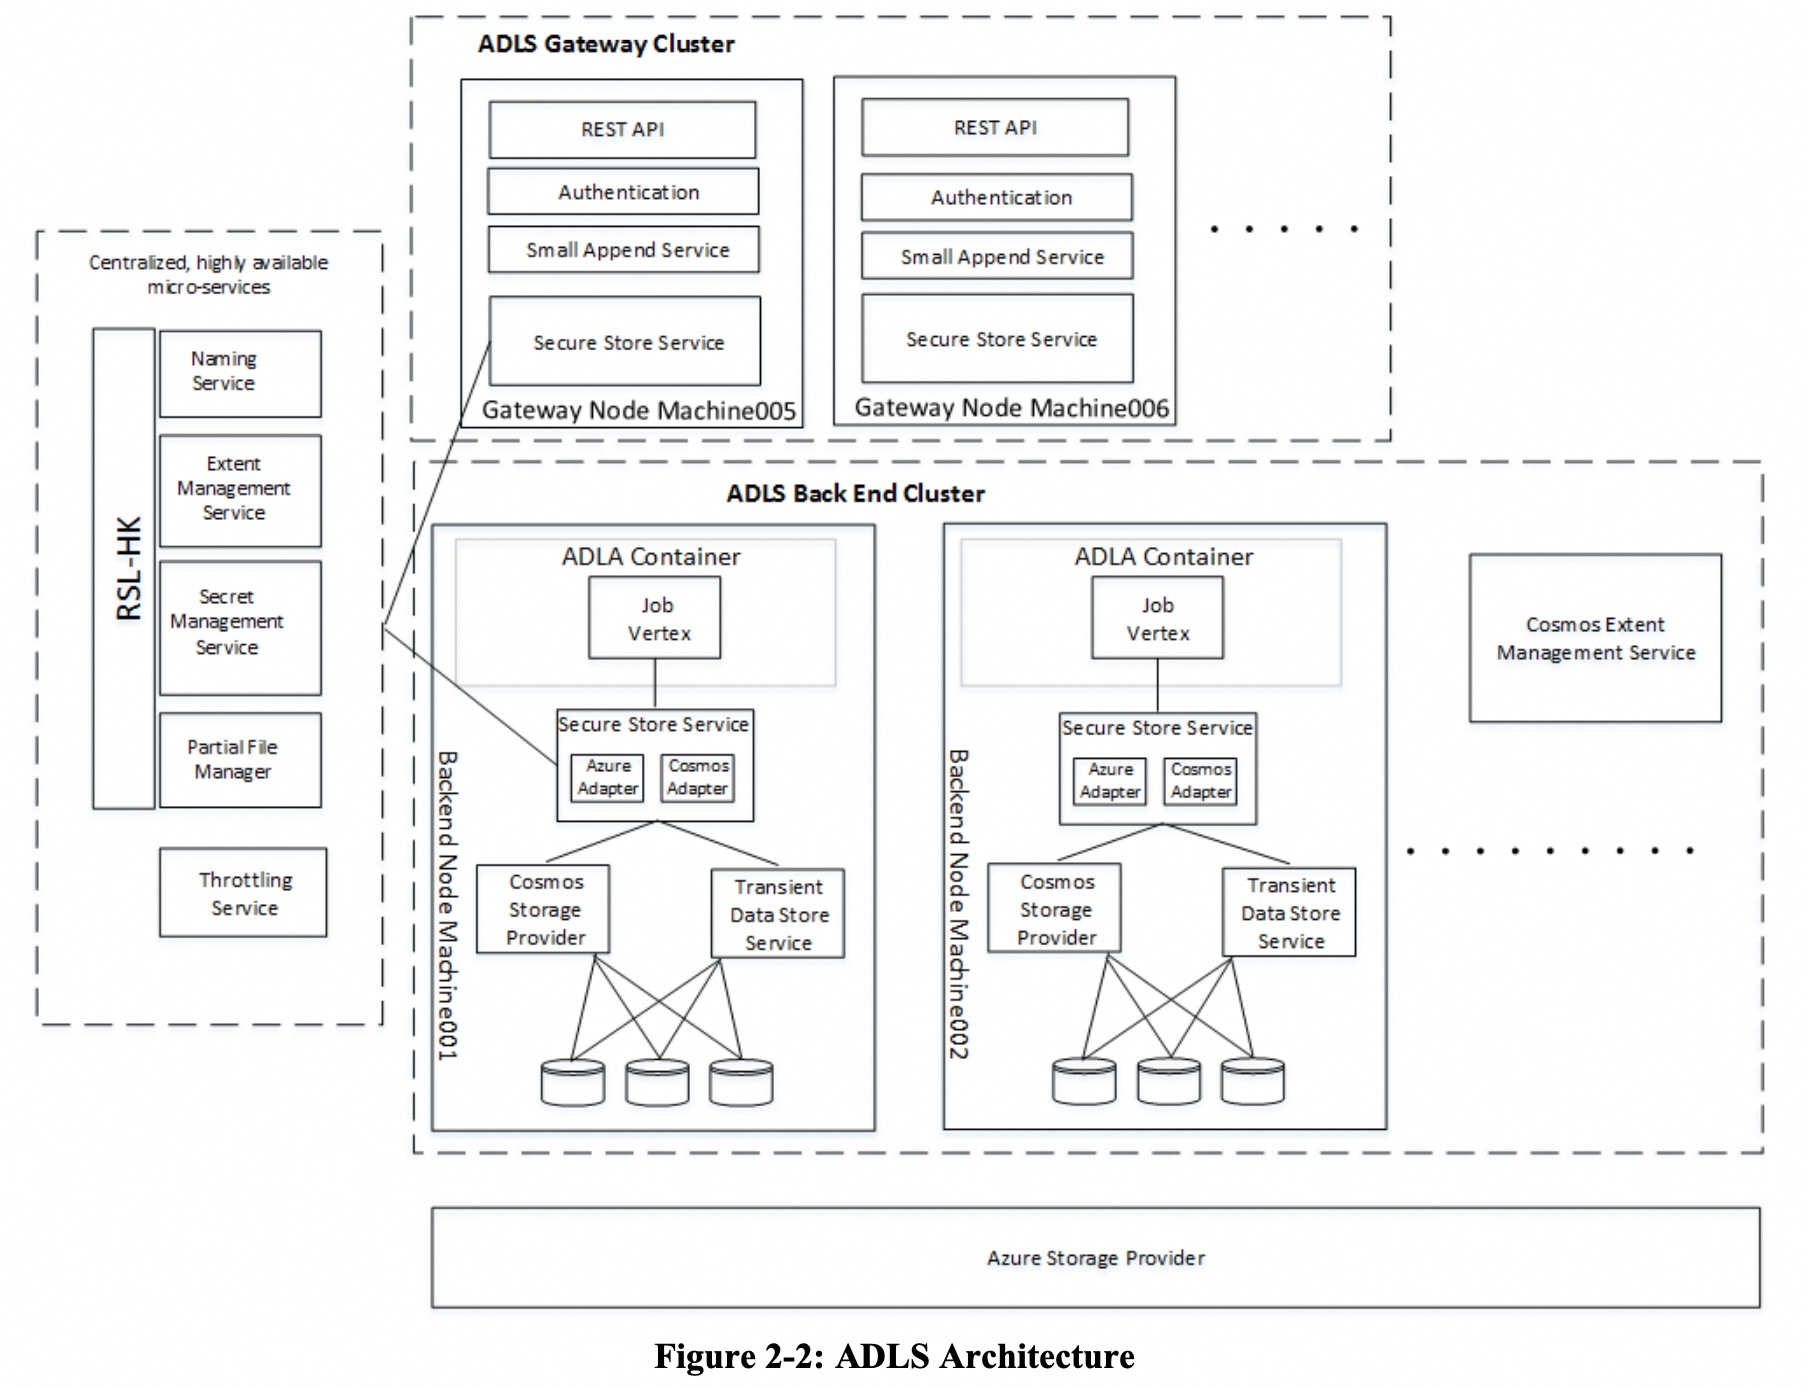 ADLS Gateway Cluster
REST API
Authentication
Small Append Service
Secure Store Service
Gateway Node Machine005
REST API
Authentication
Small Append Service
Secure Store Service
Gateway Node Machine006
Centralized, highly available
micro-services
RSL-HK
Naming
Service
Extent
Management
Service
Secret
Management
Service
Partial File
Manager
Throttling
Service
ADLS Back End Cluster
Backend Node Machine001
ADLA Container
Job
Vertex
Secure Store Service
Azure
Adapter
Cosmos
Adapter
Cosmos
Storage
Provider
Transient
Data Store
Service
Backend Node Machine002
ADLA Container
Job
Vertex
Secure Store Service
Azure
Adapter
Cosmos
Adapter
Cosmos
Storage
Provider
Transient
Data Store
Service
Cosmos Extent
Management Service
Azure Storage Provider
Figure 2-2: ADLS Architecture